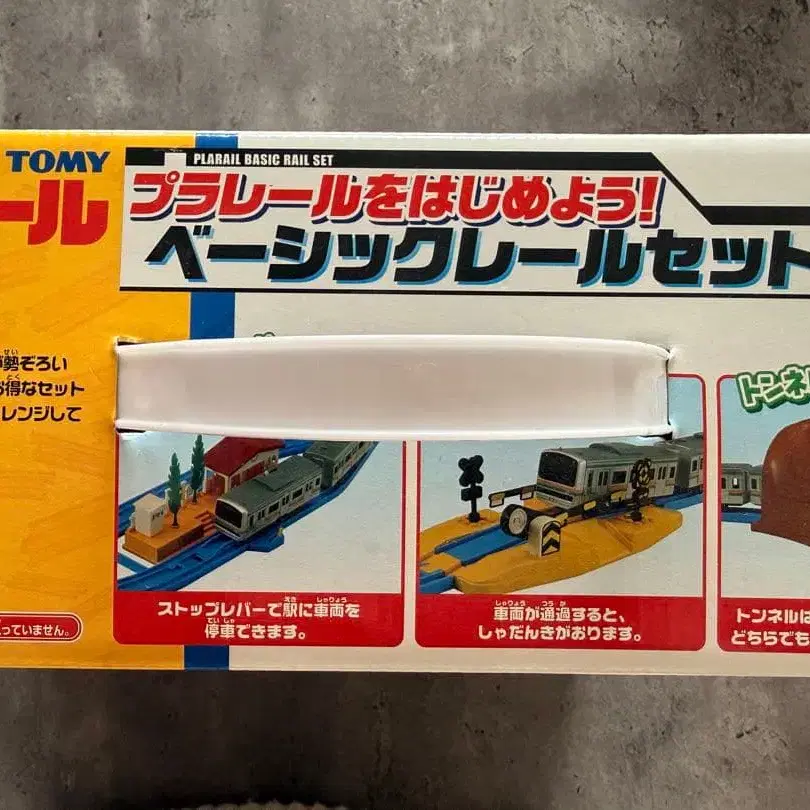 TOMY
ール
PLARAIL BASIC RAIL SET
プラレールをはじめよう!
ベーシックレールセット
勢ぞろい
お得なセット
レンジして
っていません。
ストップレバーで駅に車両を
停車できます。
車両が通過すると、
しゃだんきがおります。
トンネル
トンネルは
どちらでも